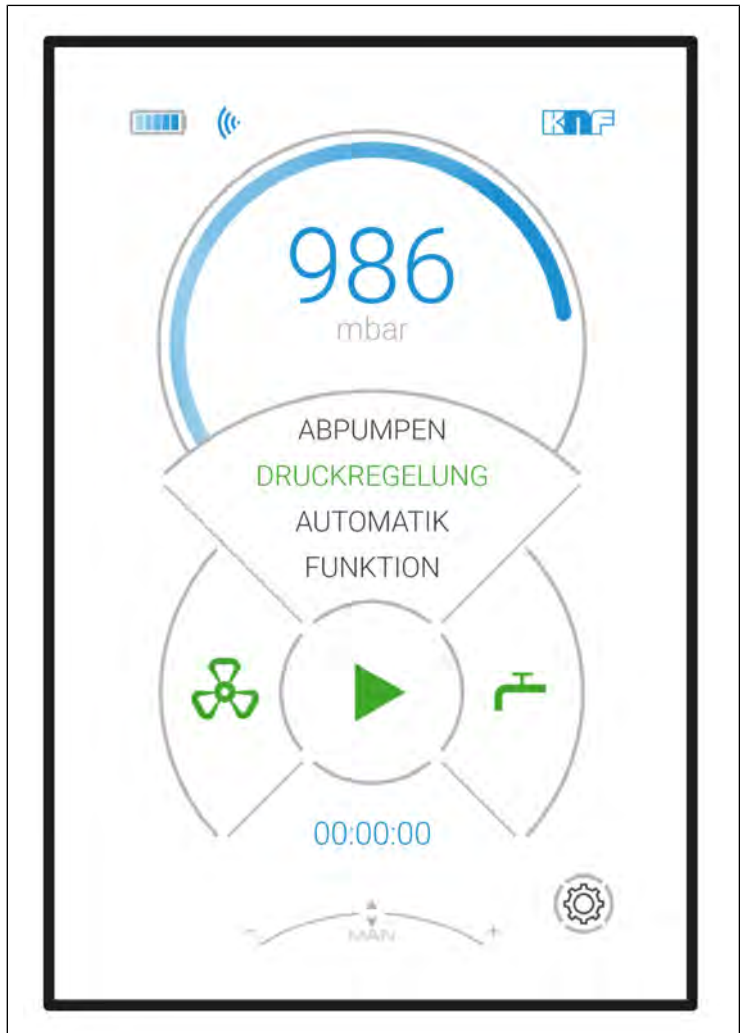 KNF
986
mbar
ABPUMPEN
DRUCKREGELUNG
AUTOMATIK
FUNKTION
00:00:00
- MAN +